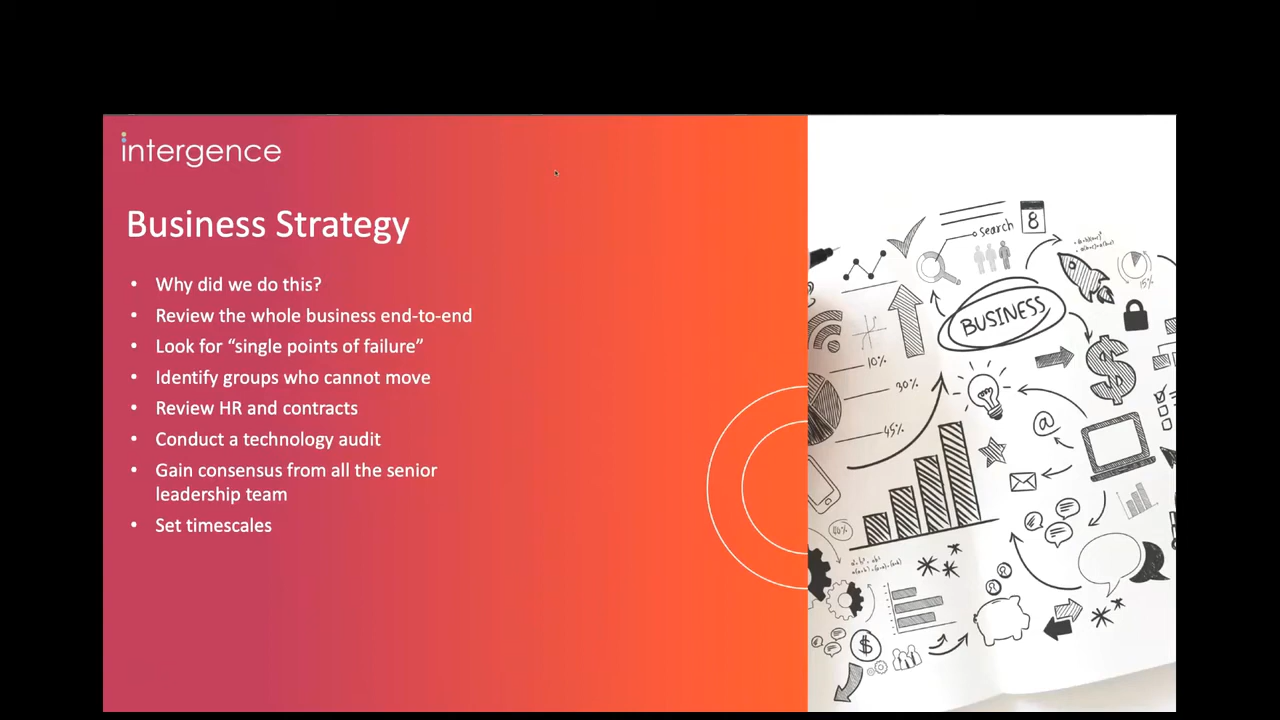 intergence
Business Strategy
• Why did we do this?
• Review the whole business end-to-end
• Look for “single points of failure”
• Identify groups who cannot move
• Review HR and contracts
• Conduct a technology audit
• Gain consensus from all the senior
leadership team
• Set timescales
search
8
BUSINESS
15%
10%
30%
45%
@
$